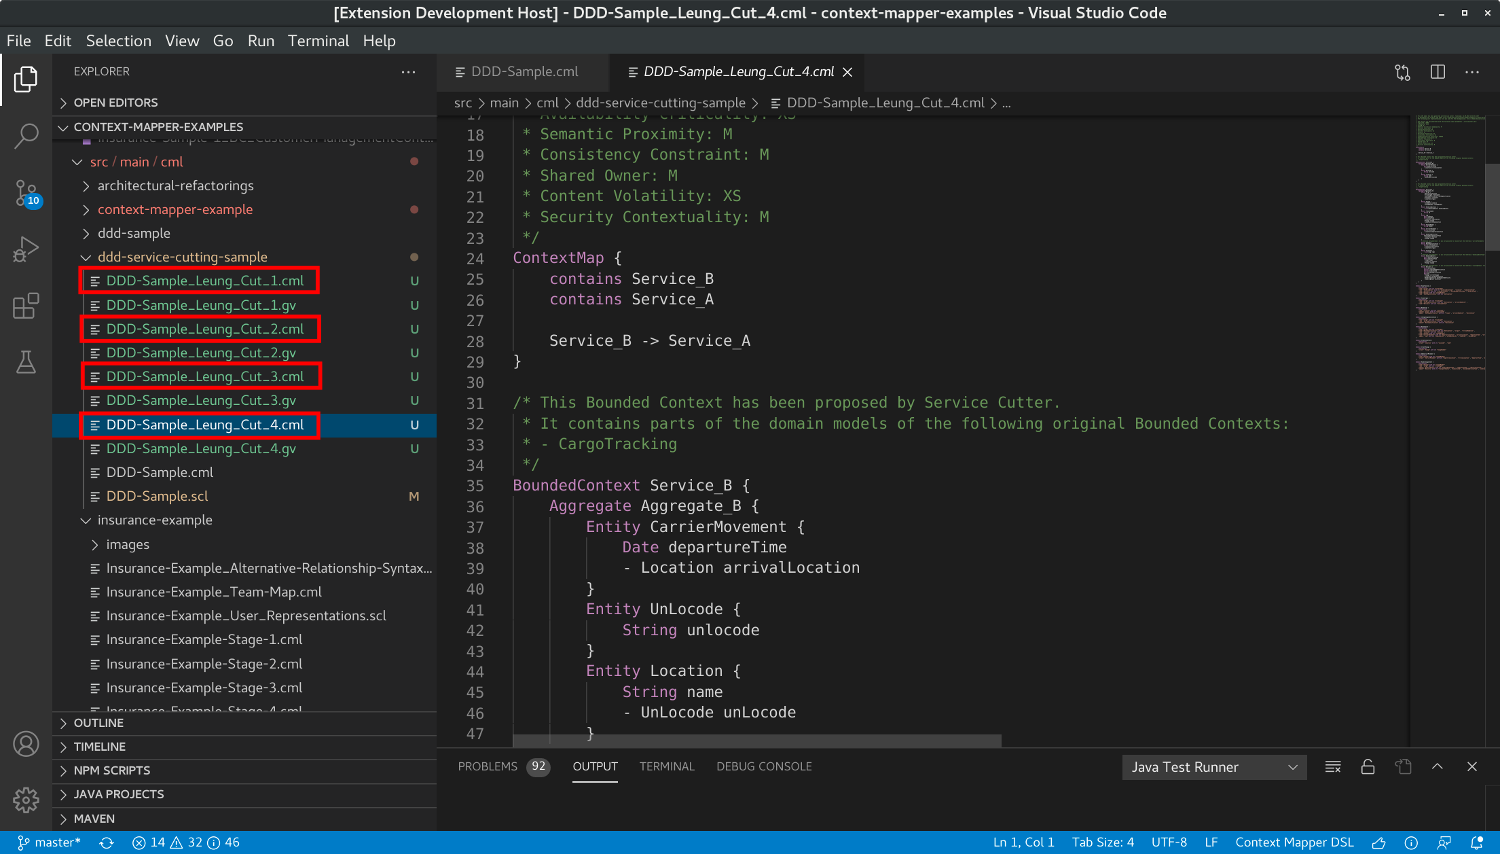 [Extension Development Host] - DDD-Sample_Leung_Cut_4.cml - context-mapper-examples - Visual Studio Code
File Edit Selection View Go Run Terminal Help
EXPLORER
OPEN EDITORS
CONTEXT-MAPPER-EXAMPLES
src / main / cml
architectural-refactorings
context-mapper-example
ddd-sample
ddd-service-cutting-sample
DDD-Sample_Leung_Cut_1.cml U
DDD-Sample_Leung_Cut_1.gv U
DDD-Sample_Leung_Cut_2.cml U
DDD-Sample_Leung_Cut_2.gv U
DDD-Sample_Leung_Cut_3.cml U
DDD-Sample_Leung_Cut_3.gv U
DDD-Sample_Leung_Cut_4.cml U
DDD-Sample_Leung_Cut_4.gv U
DDD-Sample.cml
DDD-Sample.scl M
insurance-example
images
Insurance-Example_Alternative-Relationship-Syntax...
Insurance-Example_Team-Map.cml
Insurance-Example_User_Representations.scl
Insurance-Example-Stage-1.cml
Insurance-Example-Stage-2.cml
Insurance-Example-Stage-3.cml
Insurance-Example-Stage-4.cml
OUTLINE
TIMELINE
NPM SCRIPTS
JAVA PROJECTS
MAVEN
10
DDD-Sample.cml DDD-Sample_Leung_Cut_4.cml
src > main > cml > ddd-service-cutting-sample > DDD-Sample_Leung_Cut_4.cml > ...
17 * Availability Criticality: XS
18 * Semantic Proximity: M
19 * Consistency Constraint: M
20 * Shared Owner: M
21 * Content Volatility: XS
22 * Security Contextuality: M
23 */
24 ContextMap {
25 contains Service_B
26 contains Service_A
27
28 Service_B -> Service_A
29 }
30
31 /* This Bounded Context has been proposed by Service Cutter.
32 * It contains parts of the domain models of the following original Bounded Contexts:
33 * - CargoTracking
34 */
35 BoundedContext Service_B {
36 Aggregate Aggregate_B {
37 Entity CarrierMovement {
38 Date departureTime
39 - Location arrivalLocation
40 }
41 Entity UnLocode {
42 String unlocode
43 }
44 Entity Location {
45 String name
46 - UnLocode unLocode
47 }
PROBLEMS 92 OUTPUT TERMINAL DEBUG CONSOLE Java Test Runner
master* 14 32 46 Ln 1, Col 1 Tab Size: 4 UTF-8 LF Context Mapper DSL